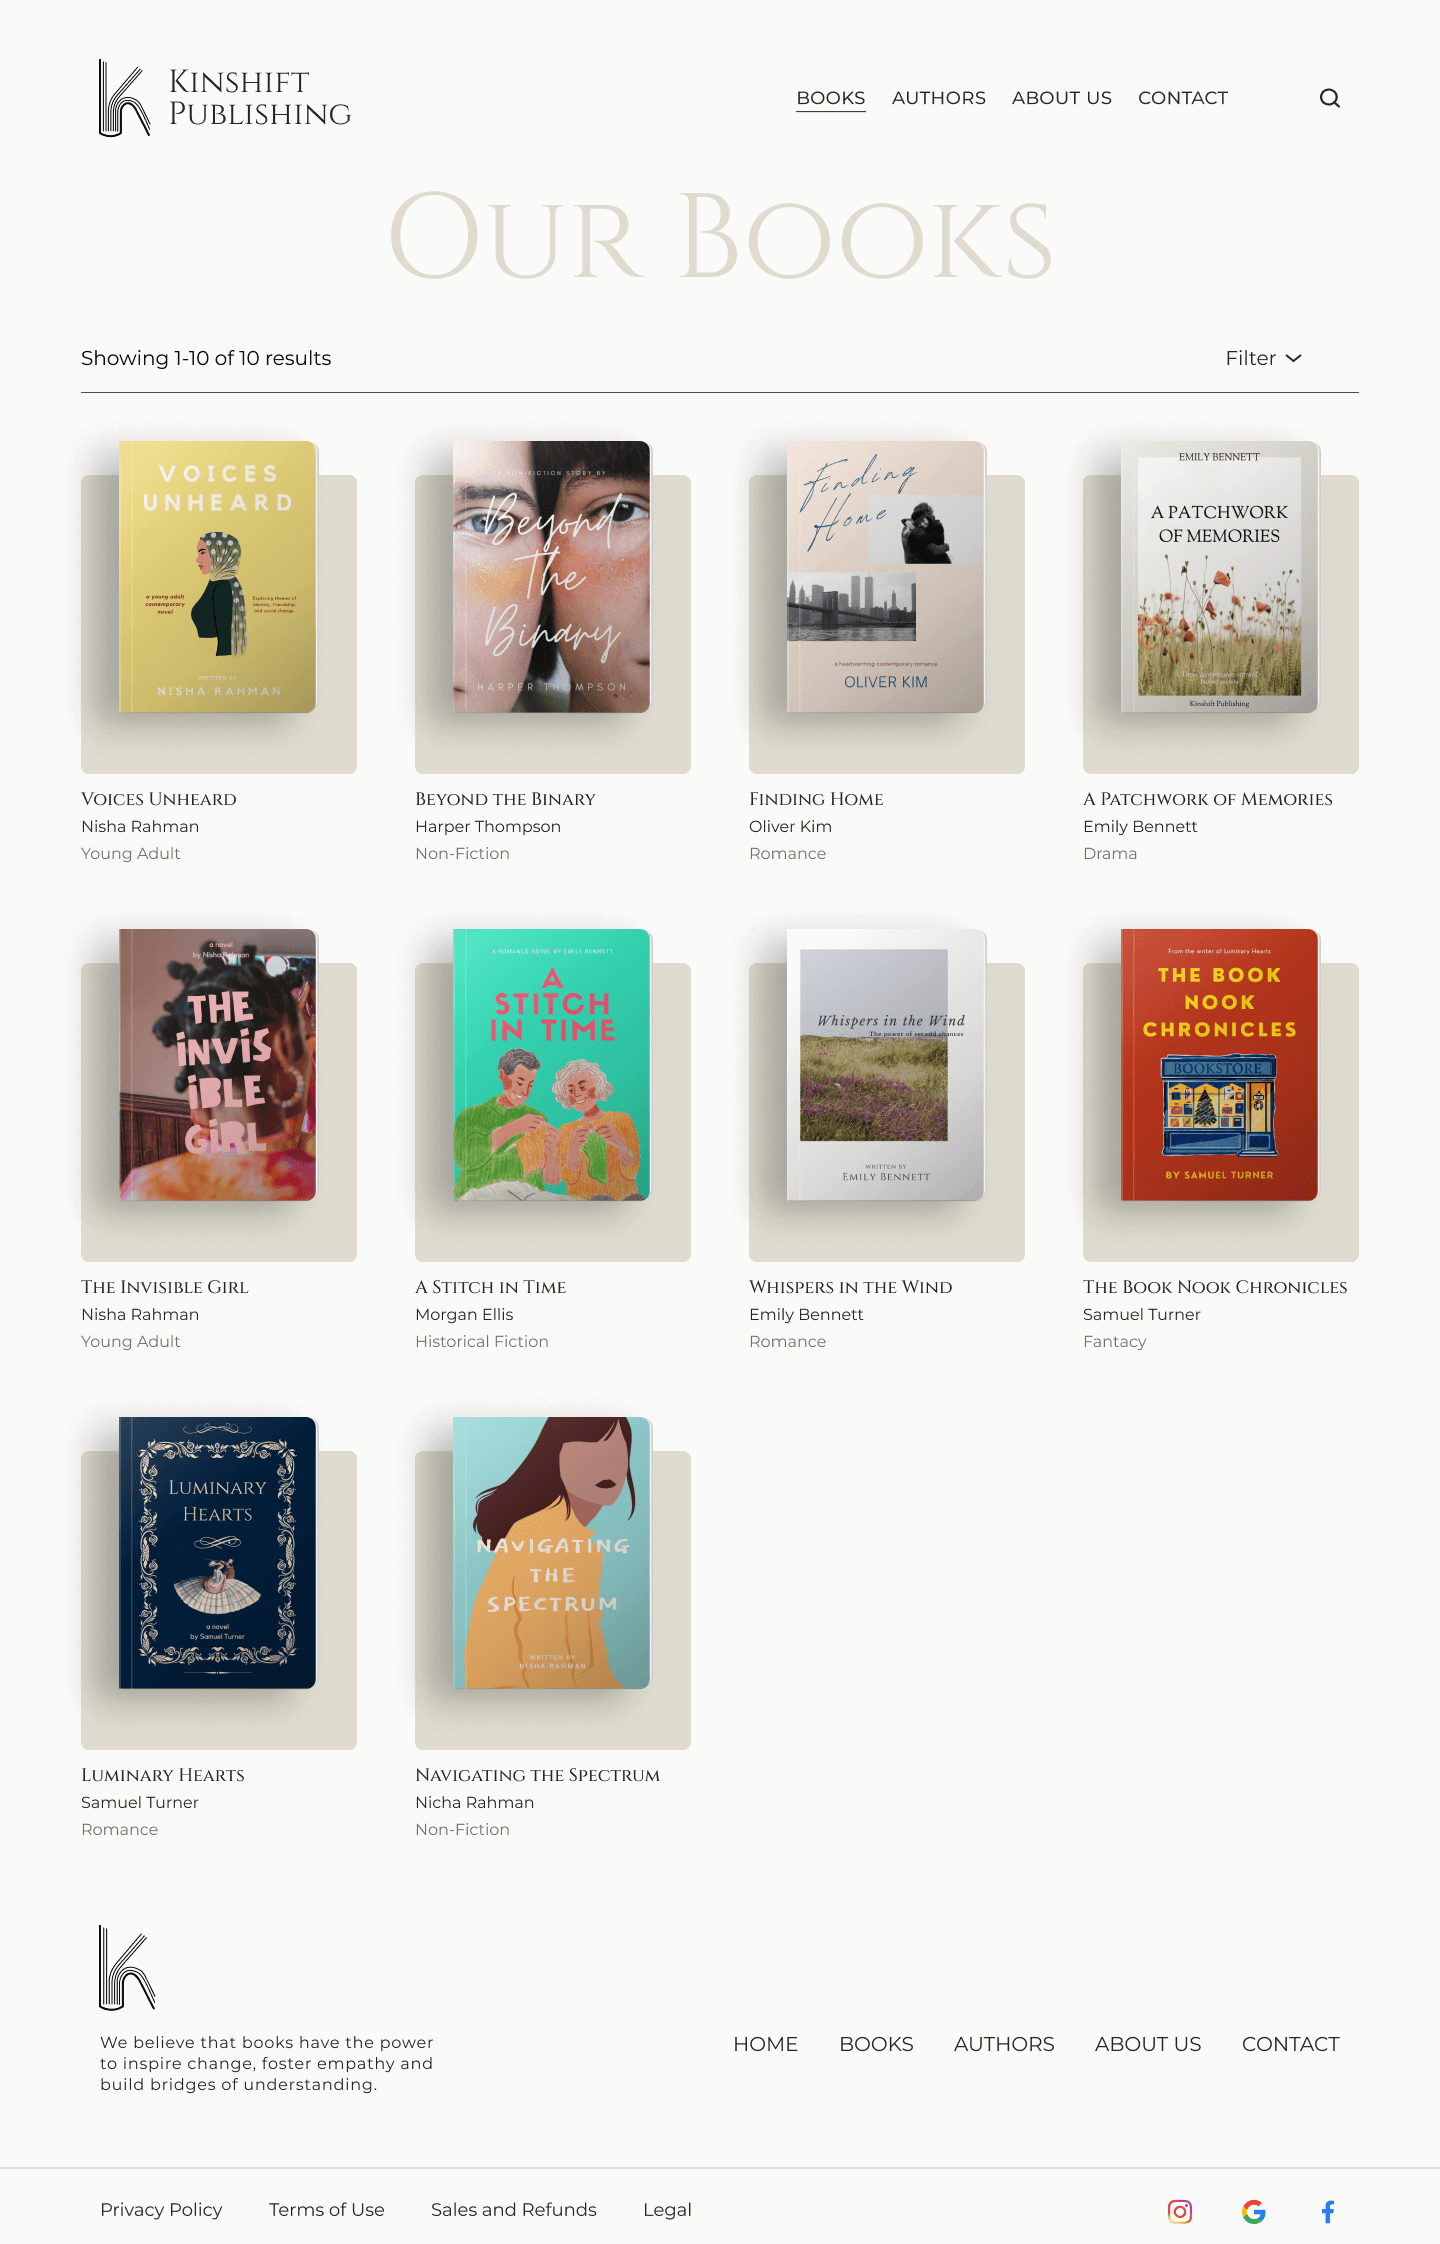 KINSHIFT
PUBLISHING
BOOKS
AUTHORS
ABOUT US
CONTACT
OUR BOOKS
Showing 1-10 of 10 results
Filter
VOICES
UNHEARD
a young adult
contemporary
novel
Exploring themes of
identity, friendship,
and social change.
WRITTEN BY
NISHA RAHMAN
A NON-FICTION STORY BY
Beyond
The
Binary
HARPER THOMPSON
Finding
Home
a heartwarming contemporary romance
OLIVER KIM
EMILY BENNETT
A PATCHWORK
OF MEMORIES
Kinshift Publishing
VOICES UNHEARD
Nisha Rahman
Young Adult
BEYOND THE BINARY
Harper Thompson
Non-Fiction
FINDING HOME
Oliver Kim
Romance
A PATCHWORK OF MEMORIES
Emily Bennett
Drama
a novel
by Nisha Rahman
THE
iNViS
iBLE
GiRL
A ROMANCE NOVEL BY EMILY BENNETT
A
STITCH
IN TIME
Whispers in the Wind
The power of second chances
WRITTEN BY
EMILY BENNETT
From the writer of Luminary Hearts
THE BOOK
NOOK
CHRONICLES
BOOKSTORE
BY SAMUEL TURNER
THE INVISIBLE GIRL
Nisha Rahman
Young Adult
A STITCH IN TIME
Morgan Ellis
Historical Fiction
WHISPERS IN THE WIND
Emily Bennett
Romance
THE BOOK NOOK CHRONICLES
Samuel Turner
Fantacy
LUMINARY
HEARTS
a novel
by Samuel Turner
NAVIGATING
THE
SPECTRUM
WRITTEN BY
NISHA RAHMAN
LUMINARY HEARTS
Samuel Turner
Romance
NAVIGATING THE SPECTRUM
Nicha Rahman
Non-Fiction
We believe that books have the power
to inspire change, foster empathy and
build bridges of understanding.
HOME
BOOKS
AUTHORS
ABOUT US
CONTACT
Privacy Policy
Terms of Use
Sales and Refunds
Legal